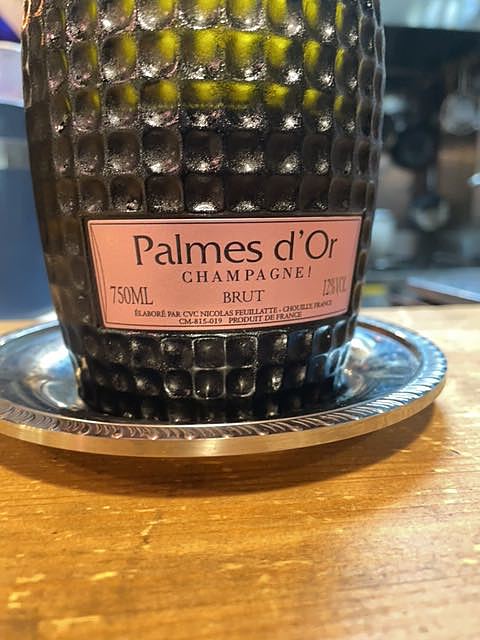 Palmes d'Or
CHAMPAGNE!
750ML BRUT 12%VOL
ÉLABORÉ PAR CVC NICOLAS FEUILLATTE - CHOUILLY, FRANCE
CM-815-019 PRODUIT DE FRANCE